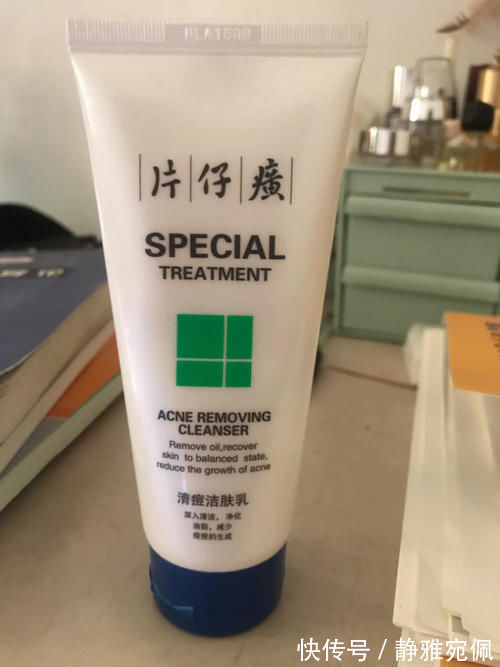 HLA1609
片仔癀
SPECIAL
TREATMENT
ACNE REMOVING
CLEANSER
Remove oil,recover
skin to balanced state,
reduce the growth of acne
清痘洁肤乳
深入清洁，净化
油脂，减少
痘痘的生成
快传号 / 静雅宛佩